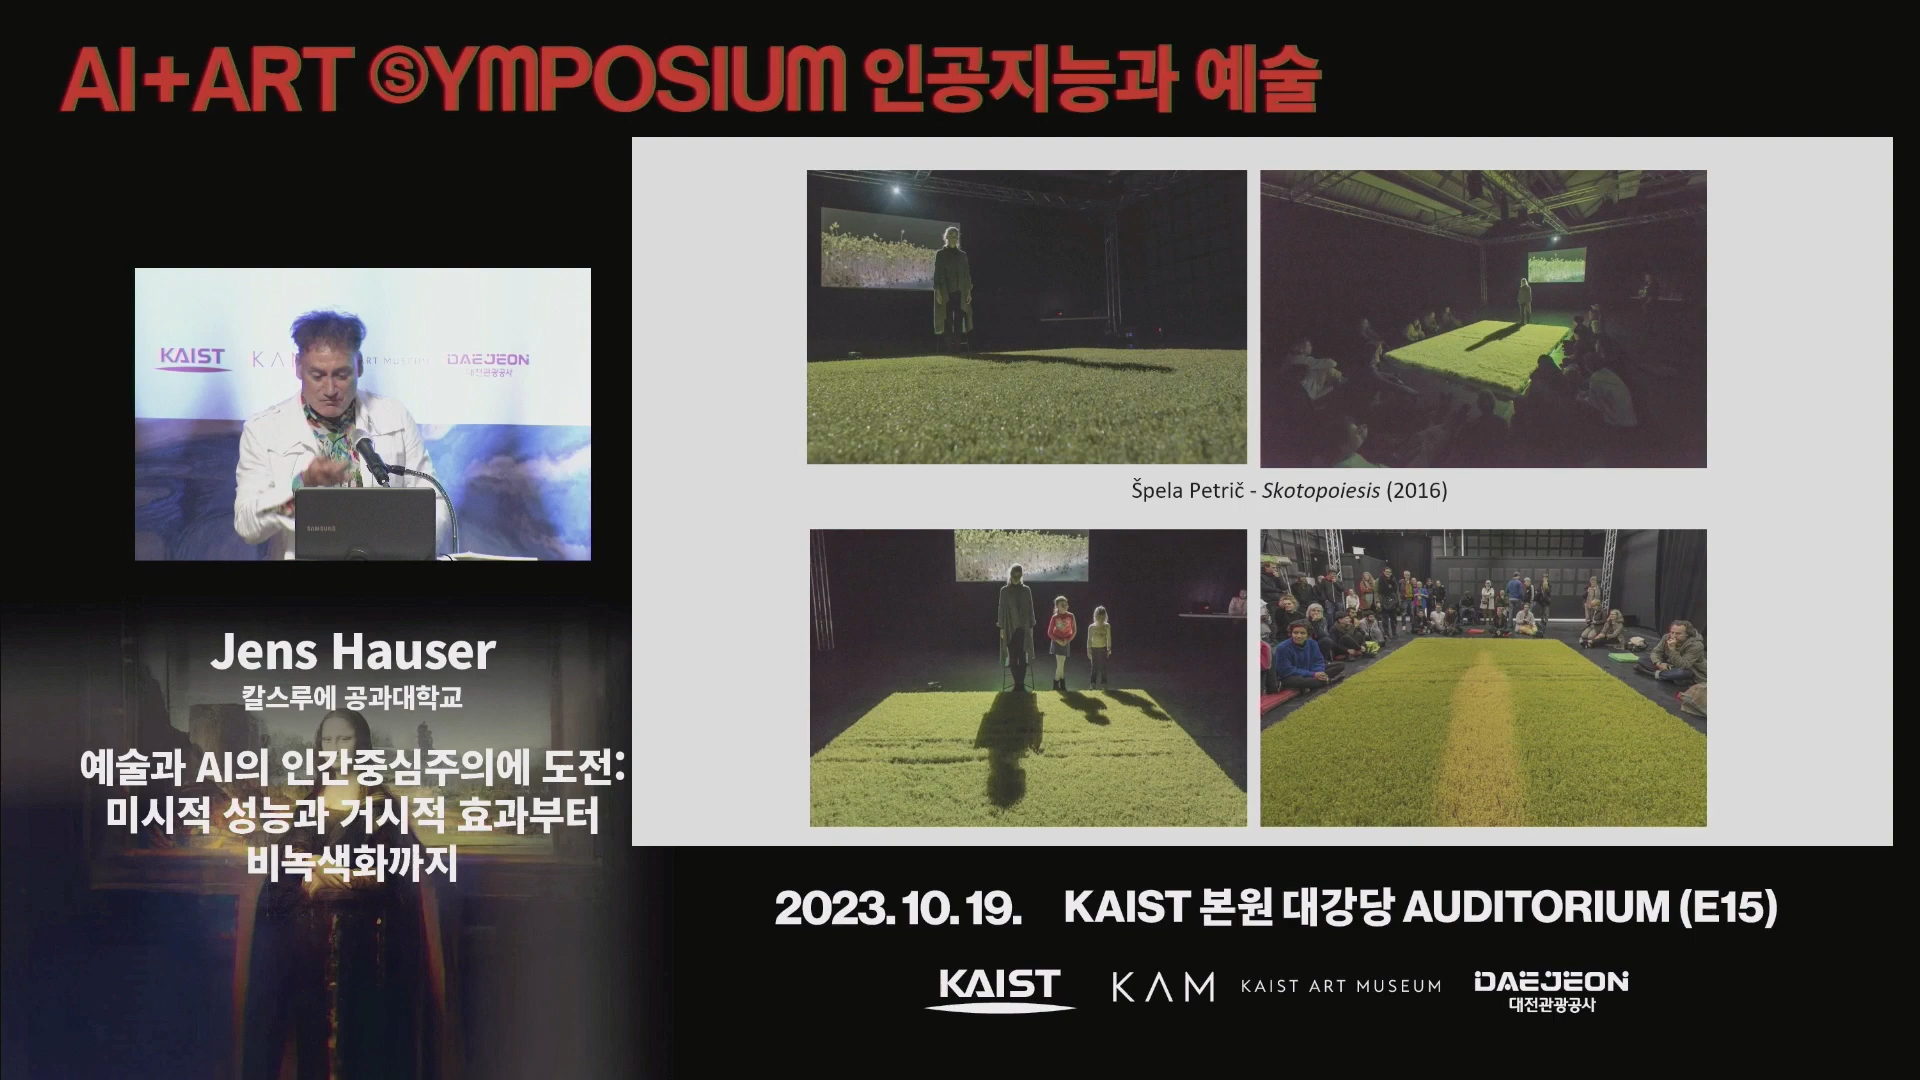 AI+ART SYMPOSIUM 인공지능과 예술
KAIST
DAEJEON
대전관광공사
SAMSUNG
Špela Petrič - Skotopoiesis (2016)
Jens Hauser
칼스루에 공과대학교
예술과 AI의 인간중심주의에 도전:
미시적 성능과 거시적 효과부터
비녹색화까지
2023. 10. 19. KAIST 본원 대강당 AUDITORIUM (E15)
KAIST KAM KAIST ART MUSEUM DAEJEON
대전관광공사